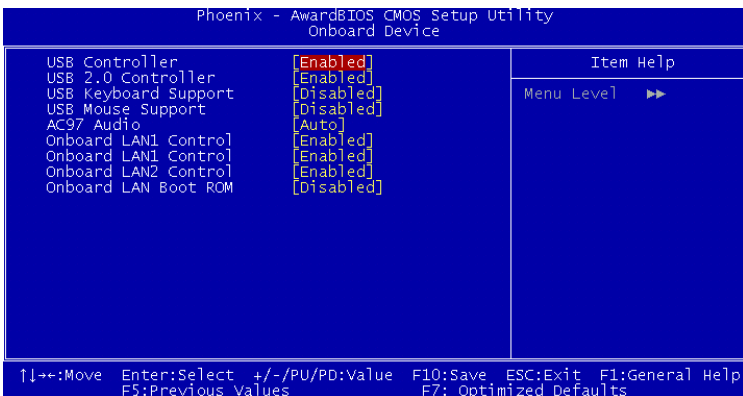 Phoenix - AwardBIOS CMOS Setup Utility
Onboard Device
USB Controller [Enabled]
USB 2.0 Controller [Enabled]
USB Keyboard Support [Disabled]
USB Mouse Support [Disabled]
AC97 Audio [Auto]
Onboard LAN1 Control [Enabled]
Onboard LAN1 Control [Enabled]
Onboard LAN2 Control [Enabled]
Onboard LAN Boot ROM [Disabled]
Item Help
Menu Level ►►
↑↓→←:Move Enter:Select +/-/PU/PD:Value F10:Save ESC:Exit F1:General Help
F5:Previous Values F7: Optimized Defaults